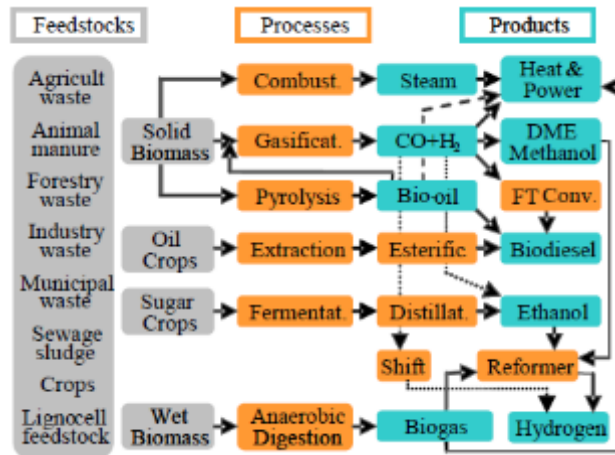 Feedstocks
Processes
Products
Agricult
waste
Animal
manure
Forestry
waste
Industry
waste
Municipal
waste
Sewage
sludge
Crops
Lignocell
feedstock
Solid
Biomass
Oil
Crops
Sugar
Crops
Wet
Biomass
Combust.
Steam
Heat &
Power
Gasificat.
CO+H₂
DME
Methanol
Pyrolysis
Bio-oil
FT Conv.
Extraction
Esterific
Biodiesel
Fermentat.
Distillat.
Ethanol
Shift
Reformer
Anaerobic
Digestion
Biogas
Hydrogen